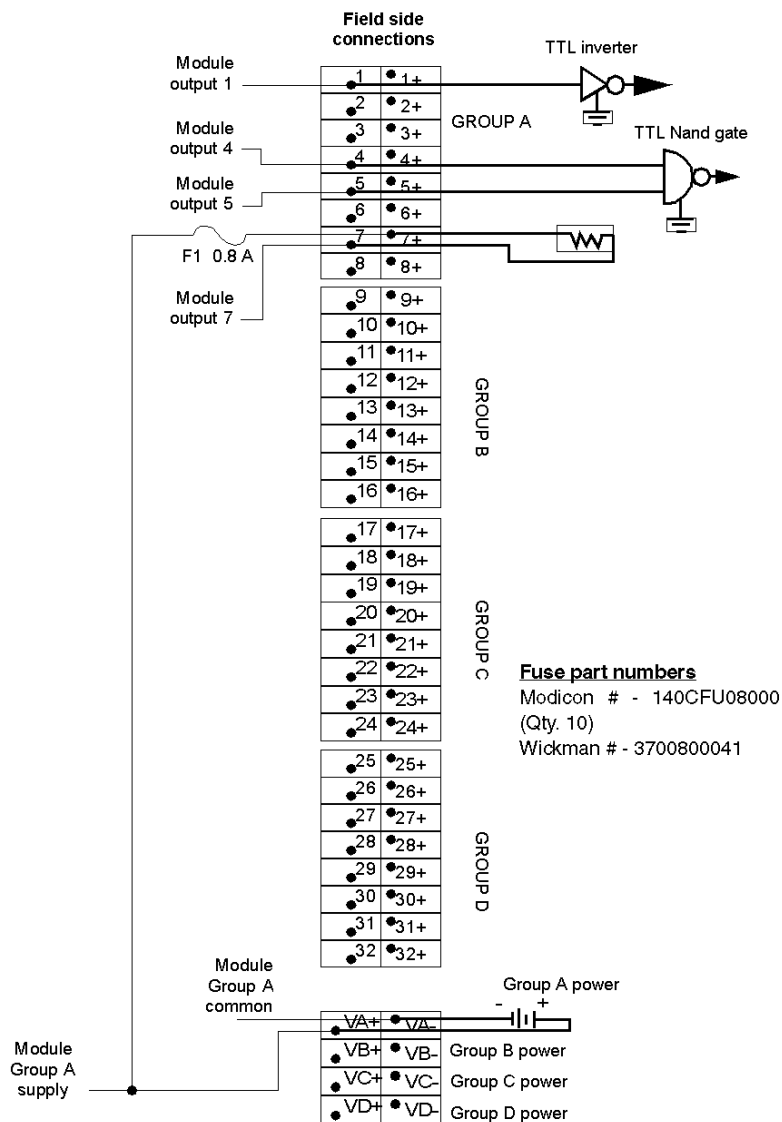 Field side
connections
Module
output 1
TTL inverter
1 1+
2 2+
3 3+
GROUP A
Module
output 4
TTL Nand gate
4 4+
Module
output 5
5 5+
6 6+
7 7+
F1 0.8 A
8 8+
Module
output 7
9 9+
10 10+
11 11+
12 12+
13 13+
14 14+
15 15+
16 16+
GROUP B
17 17+
18 18+
19 19+
20 20+
21 21+
22 22+
23 23+
24 24+
GROUP C
Fuse part numbers
Modicon # - 140CFU08000
(Qty. 10)
Wickman # - 3700800041
25 25+
26 26+
27 27+
28 28+
29 29+
30 30+
31 31+
32 32+
GROUP D
Module
Group A
common
Group A power
- +
VA+ VA-
VB+ VB- Group B power
VC+ VC- Group C power
VD+ VD- Group D power
Module
Group A
supply